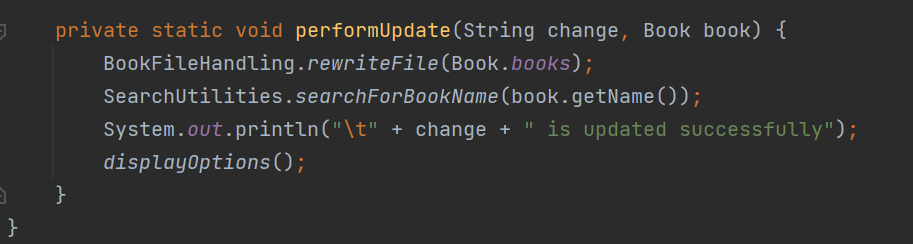 private static void performUpdate(String change, Book book) {
BookFileHandling.rewriteFile(Book.books);
SearchUtilities.searchForBookName(book.getName());
System.out.println("\t" + change + " is updated successfully");
displayOptions();
}
}